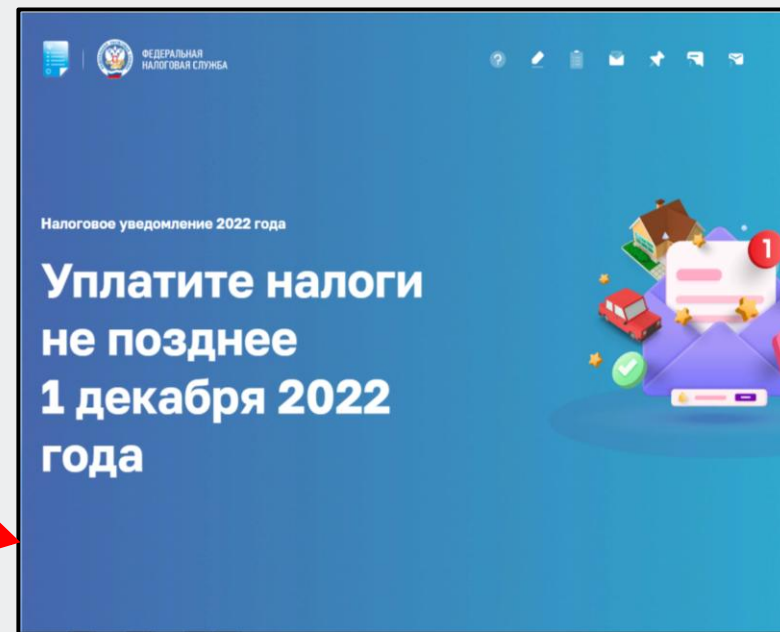 ФЕДЕРАЛЬНАЯ
НАЛОГОВАЯ СЛУЖБА
Налоговое уведомление 2022 года
Уплатите налоги
не позднее
1 декабря 2022
года
1